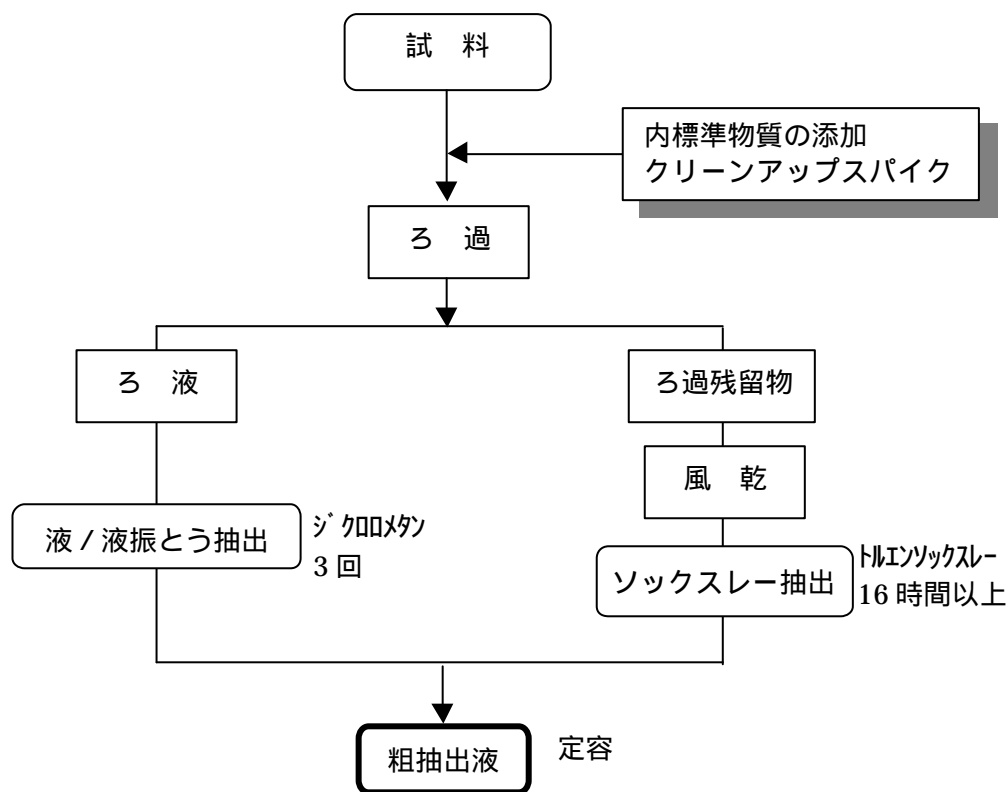 試　料
内標準物質の添加
クリーンアップスパイク
ろ　過
ろ　液
ろ過残留物
風　乾
液/液振とう抽出
ｼﾞｸﾛﾛﾒﾀﾝ
3回
ソックスレー抽出
ﾄﾙｴﾝｿｯｸｽﾚｰ
16時間以上
粗抽出液
定容